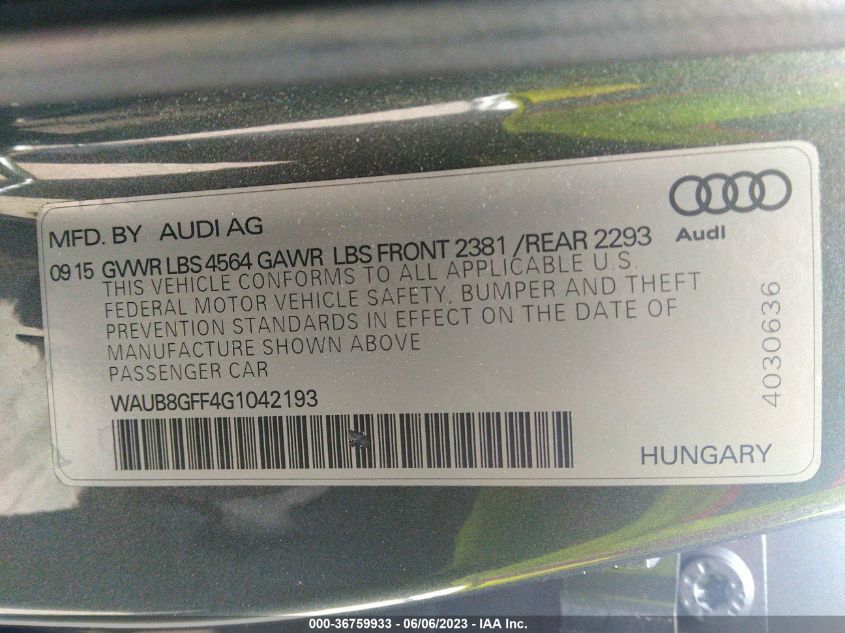 MFD. BY AUDI AG
09 15 GVWR LBS 4564 GAWR LBS FRONT 2381 /REAR 2293
THIS VEHICLE CONFORMS TO ALL APPLICABLE U.S.
FEDERAL MOTOR VEHICLE SAFETY, BUMPER AND THEFT
PREVENTION STANDARDS IN EFFECT ON THE DATE OF
MANUFACTURE SHOWN ABOVE
PASSENGER CAR
WAUB8GFF4G1042193
Audi
4030636
HUNGARY
000-36759933 - 06/06/2023 - IAA Inc.